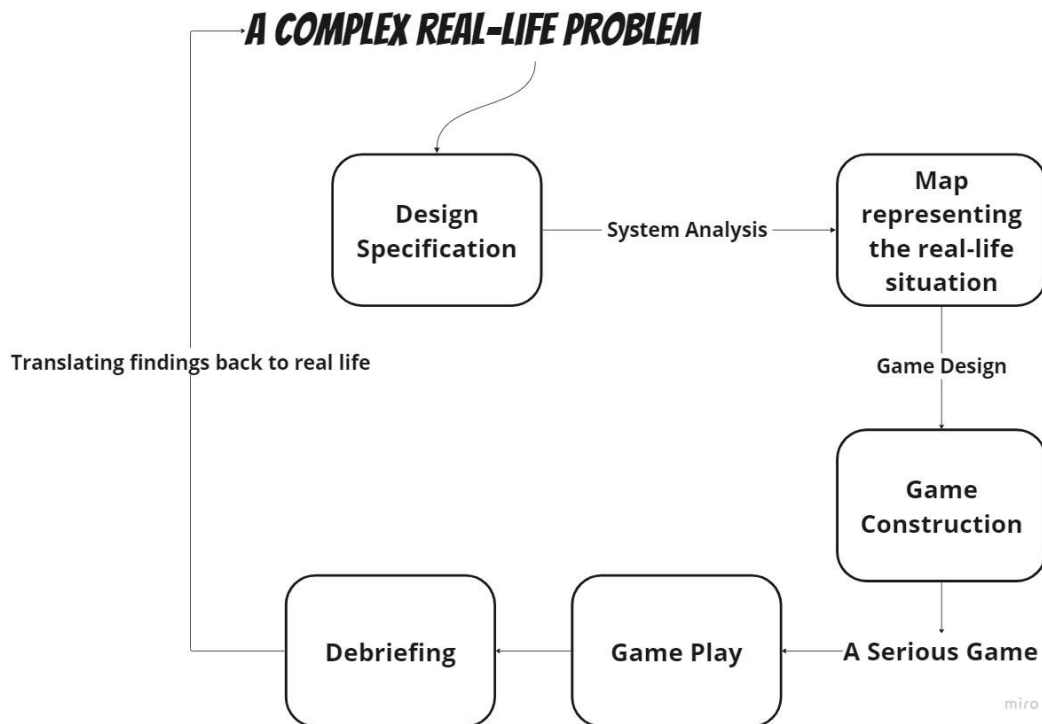 A COMPLEX REAL-LIFE PROBLEM
Design
Specification
System Analysis
Map
representing
the real-life
situation
Translating findings back to real life
Game Design
Game
Construction
Debriefing
Game Play
A Serious Game
miro